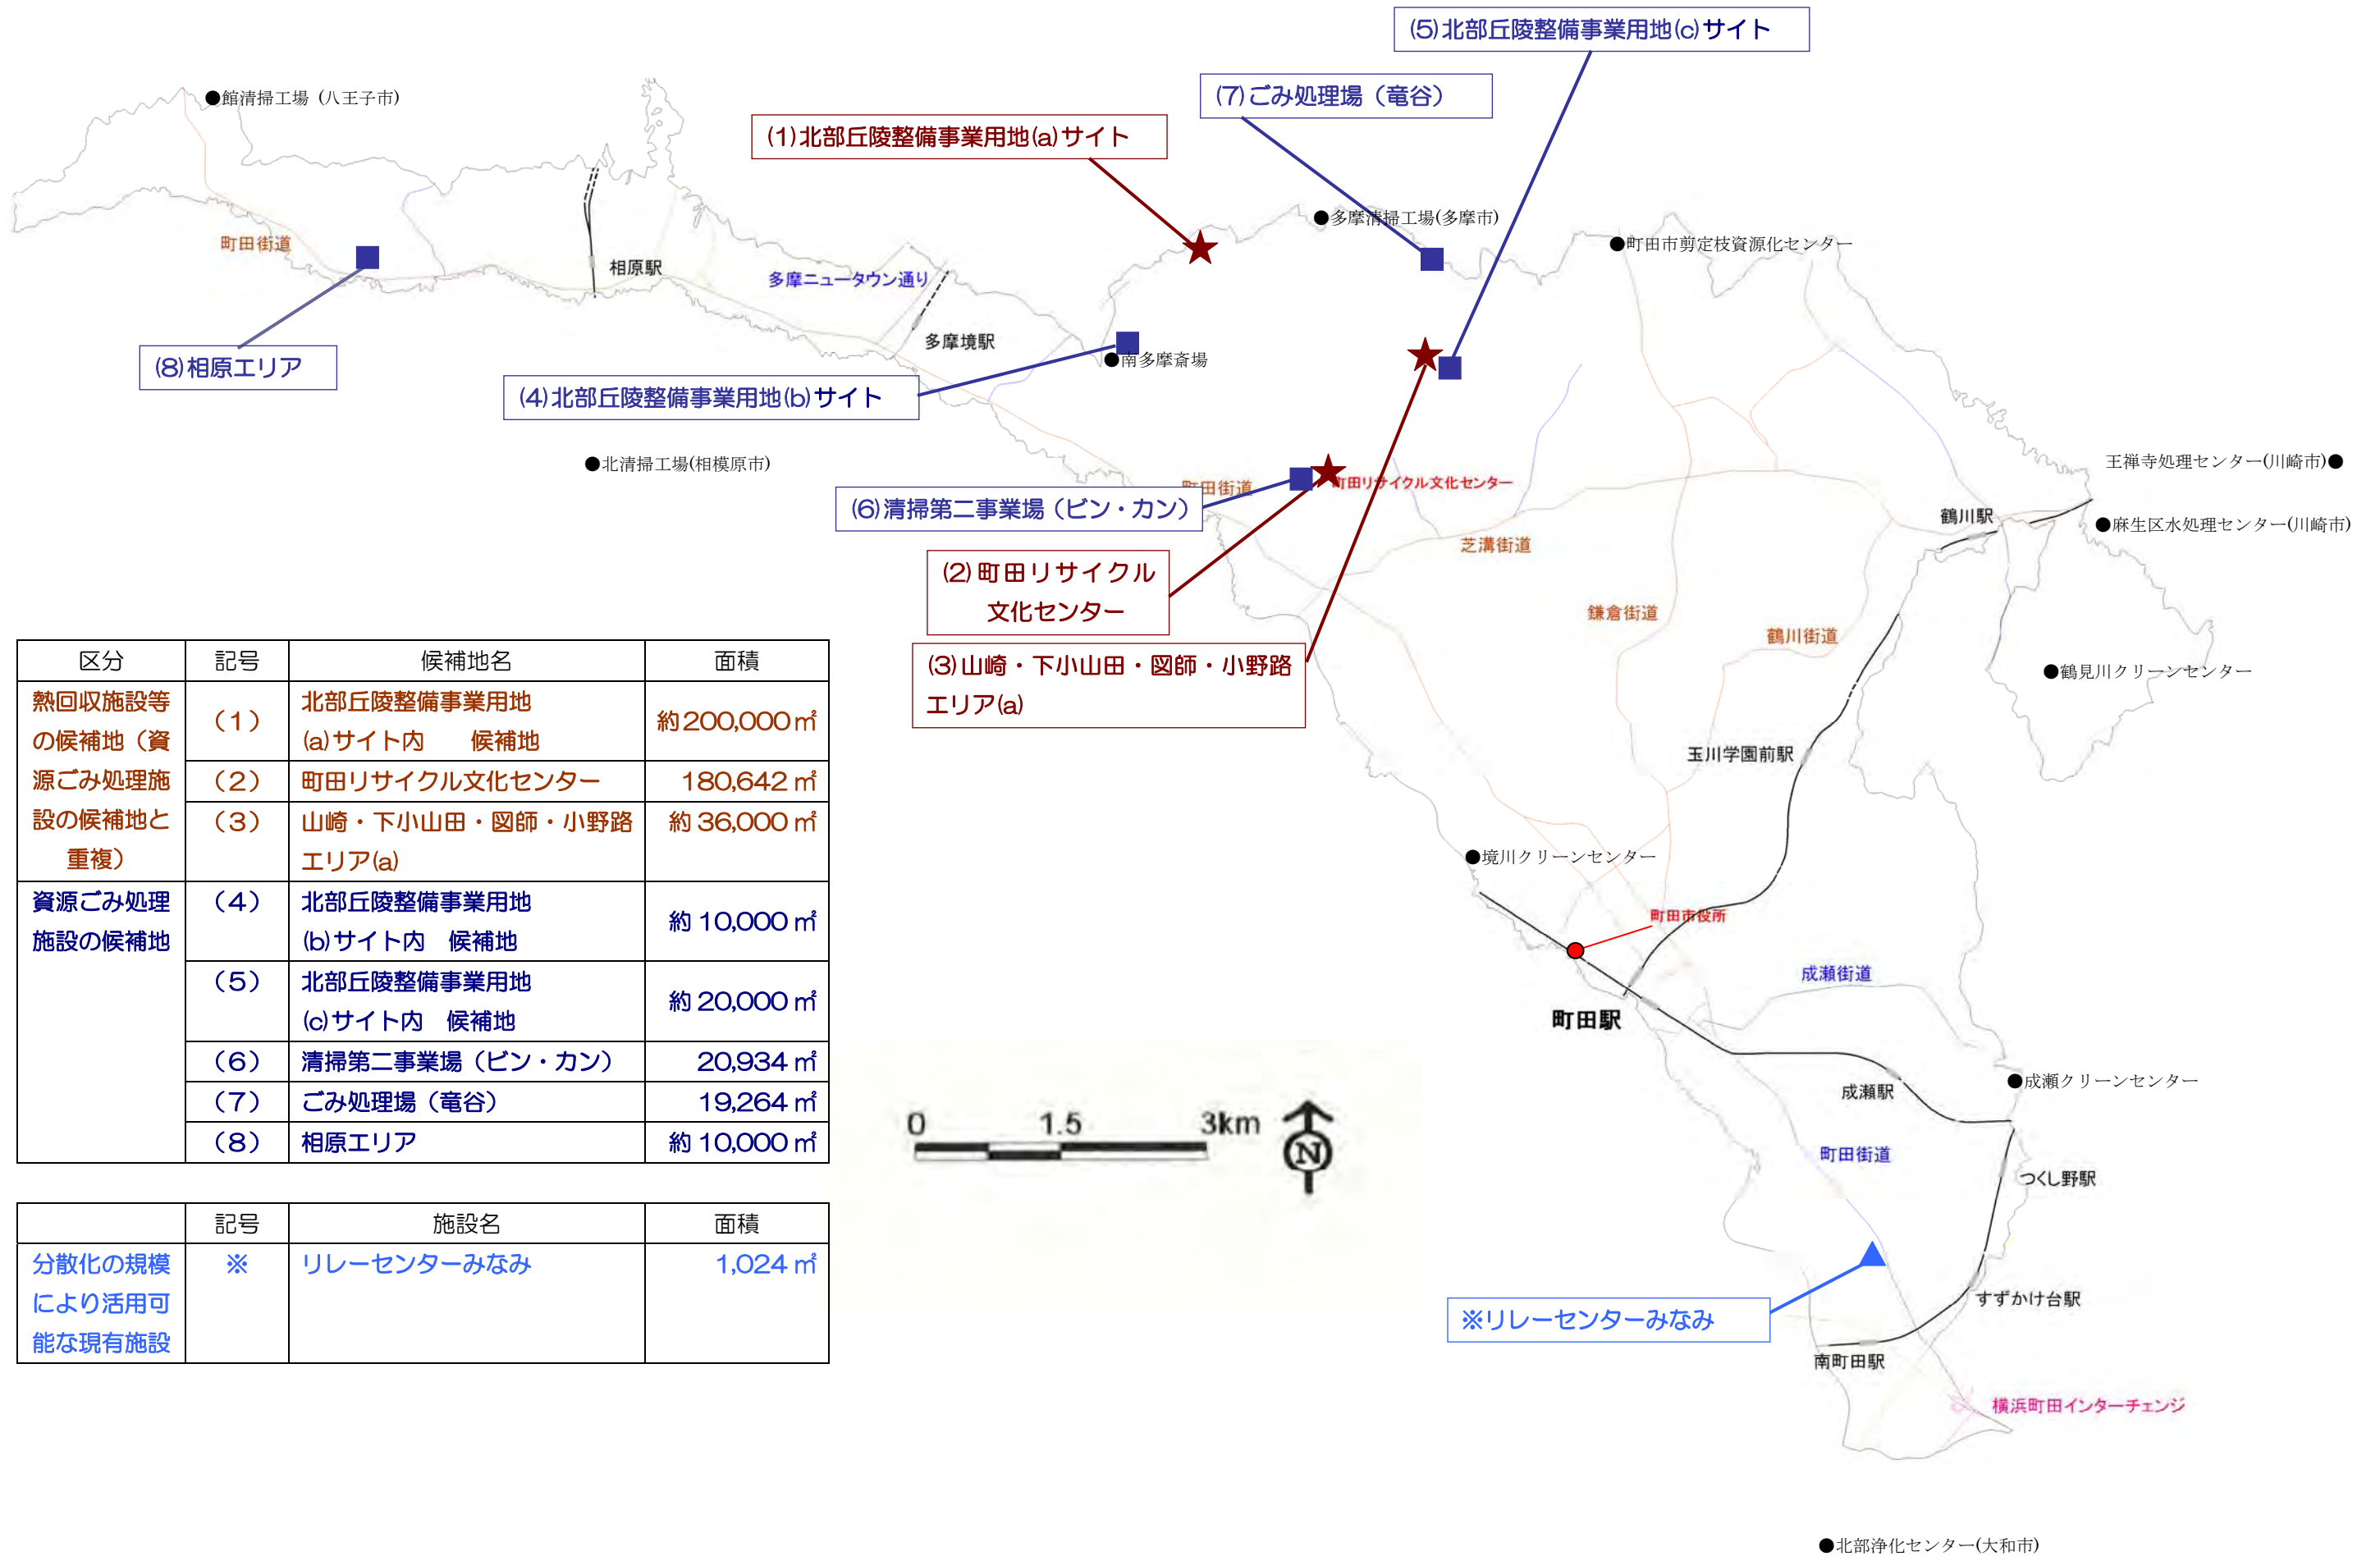 (5)北部丘陵整備事業用地(c)サイト
(7)ごみ処理場（竜谷）
●館清掃工場 (八王子市)
(1)北部丘陵整備事業用地(a)サイト
●多摩清掃工場(多摩市)
●町田市剪定枝資源化センター
町田街道
相原駅
多摩ニュータウン通り
多摩境駅
●南多摩斎場
(8)相原エリア
(4)北部丘陵整備事業用地(b)サイト
●北清掃工場(相模原市)
王禅寺処理センター(川崎市)●
町田街道
町田リサイクル文化センター
(6)清掃第二事業場（ビン・カン）
鶴川駅
●麻生区水処理センター(川崎市)
芝溝街道
(2)町田リサイクル
文化センター
鎌倉街道
鶴川街道
(3)山崎・下小山田・図師・小野路
エリア(a)
●鶴見川クリーンセンター
玉川学園前駅
●境川クリーンセンター
町田市役所
成瀬街道
町田駅
成瀬駅
●成瀬クリーンセンター
町田街道
つくし野駅
すずかけ台駅
※リレーセンターみなみ
南町田駅
横浜町田インターチェンジ
●北部浄化センター(大和市)
0 1.5 3km
N
区分 記号 候補地名 面積
熱回収施設等
の候補地（資
源ごみ処理施
設の候補地と
重複）
（1） 北部丘陵整備事業用地
(a)サイト内　　候補地 約200,000㎡
（2） 町田リサイクル文化センター 180,642㎡
（3） 山崎・下小山田・図師・小野路
エリア(a) 約36,000㎡
資源ごみ処理
施設の候補地
（4） 北部丘陵整備事業用地
(b)サイト内　候補地 約10,000㎡
（5） 北部丘陵整備事業用地
(c)サイト内　候補地 約20,000㎡
（6） 清掃第二事業場（ビン・カン） 20,934㎡
（7） ごみ処理場（竜谷） 19,264㎡
（8） 相原エリア 約10,000㎡
記号 施設名 面積
分散化の規模
により活用可
能な現有施設
※ リレーセンターみなみ 1,024㎡